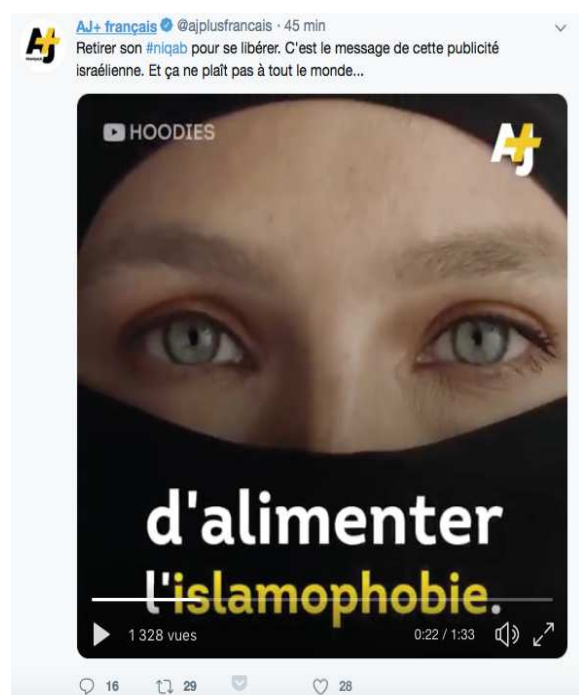 AJ+ français @ajplusfrancais · 45 min
Retirer son #niqab pour se libérer. C'est le message de cette publicité
israélienne. Et ça ne plaît pas à tout le monde...
HOODIES
AJ+
d'alimenter
l'islamophobie.
1 328 vues
0:22 / 1:33
16 29 28